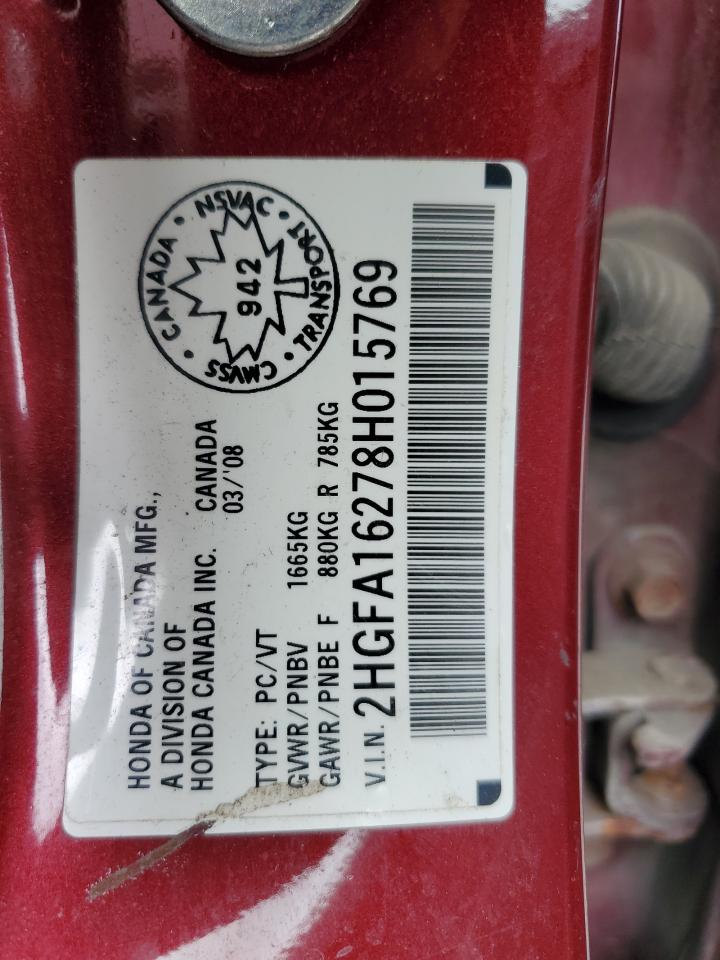 HONDA OF CANADA MFG.,
A DIVISION OF
HONDA CANADA INC. CANADA
03/'08
TYPE: PC/VT
GVWR/PNBV 1665KG
GAWR/PNBE F 880KG R 785KG
V.I.N. 2HGFA16278H015769
CANADA • NSVAC • TRANSPORT • CMVSS •
942